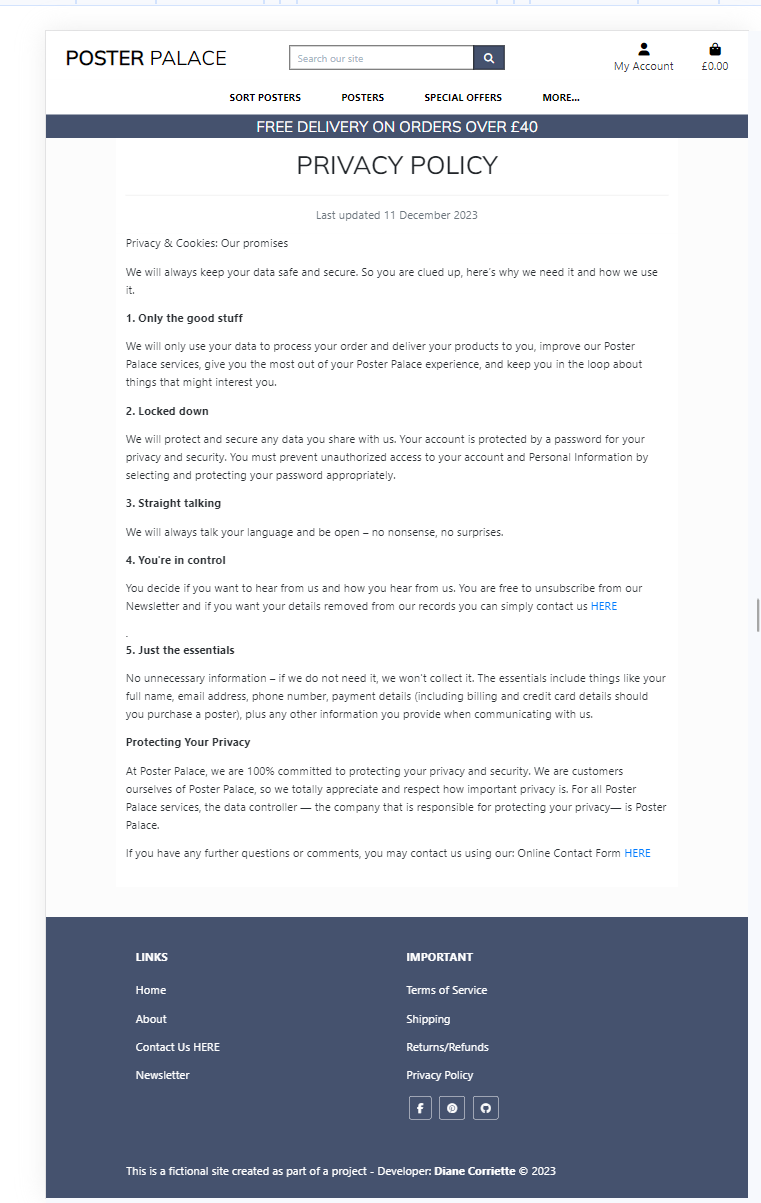 POSTER PALACE
Search our site
My Account
£0.00
SORT POSTERS
POSTERS
SPECIAL OFFERS
MORE...
FREE DELIVERY ON ORDERS OVER £40
PRIVACY POLICY
Last updated 11 December 2023
Privacy & Cookies: Our promises
We will always keep your data safe and secure. So you are clued up, here's why we need it and how we use
it.
1. Only the good stuff
We will only use your data to process your order and deliver your products to you, improve our Poster
Palace services, give you the most out of your Poster Palace experience, and keep you in the loop about
things that might interest you.
2. Locked down
We will protect and secure any data you share with us. Your account is protected by a password for your
privacy and security. You must prevent unauthorized access to your account and Personal Information by
selecting and protecting your password appropriately.
3. Straight talking
We will always talk your language and be open – no nonsense, no surprises.
4. You're in control
You decide if you want to hear from us and how you hear from us. You are free to unsubscribe from our
Newsletter and if you want your details removed from our records you can simply contact us HERE
.
5. Just the essentials
No unnecessary information – if we do not need it, we won't collect it. The essentials include things like your
full name, email address, phone number, payment details (including billing and credit card details should
you purchase a poster), plus any other information you provide when communicating with us.
Protecting Your Privacy
At Poster Palace, we are 100% committed to protecting your privacy and security. We are customers
ourselves of Poster Palace, so we totally appreciate and respect how important privacy is. For all Poster
Palace services, the data controller — the company that is responsible for protecting your privacy— is Poster
Palace.
If you have any further questions or comments, you may contact us using our: Online Contact Form HERE
LINKS
Home
About
Contact Us HERE
Newsletter
IMPORTANT
Terms of Service
Shipping
Returns/Refunds
Privacy Policy
This is a fictional site created as part of a project - Developer: Diane Corriette © 2023